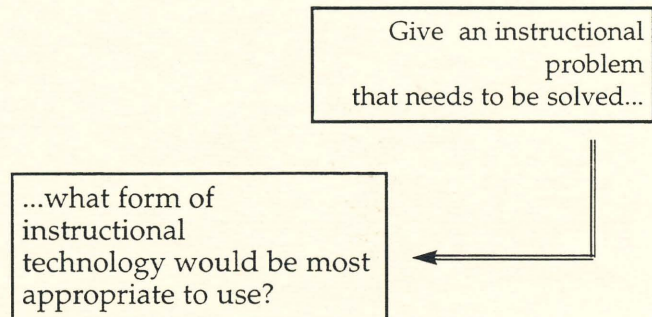 Give an instructional
problem
that needs to be solved...
...what form of
instructional
technology would be most
appropriate to use?